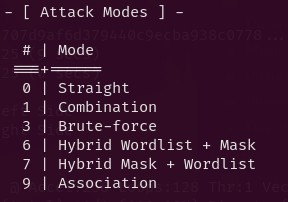 - [ Attack Modes ] -
# | Mode
===+======
0 | Straight
1 | Combination
3 | Brute-force
6 | Hybrid Wordlist + Mask
7 | Hybrid Mask + Wordlist
9 | Association